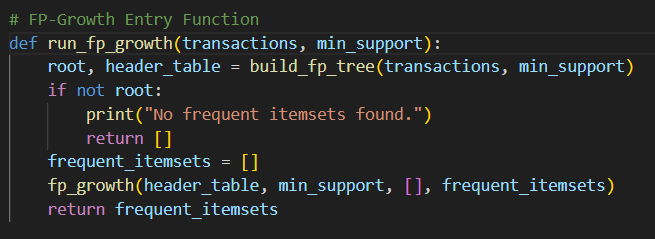 # FP-Growth Entry Function
def run_fp_growth(transactions, min_support):
    root, header_table = build_fp_tree(transactions, min_support)
    if not root:
        print("No frequent itemsets found.")
        return []
    frequent_itemsets = []
    fp_growth(header_table, min_support, [], frequent_itemsets)
    return frequent_itemsets